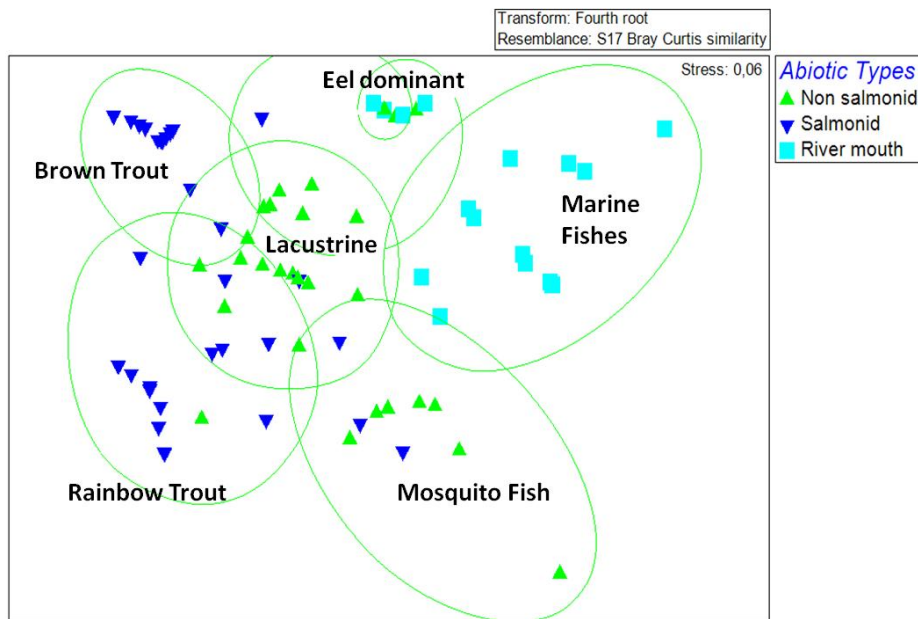 Transform: Fourth root
Resemblance: S17 Bray Curtis similarity
Stress: 0,06
Abiotic Types
Non salmonid
Salmonid
River mouth
Eel dominant
Brown Trout
Lacustrine
Marine
Fishes
Rainbow Trout
Mosquito Fish